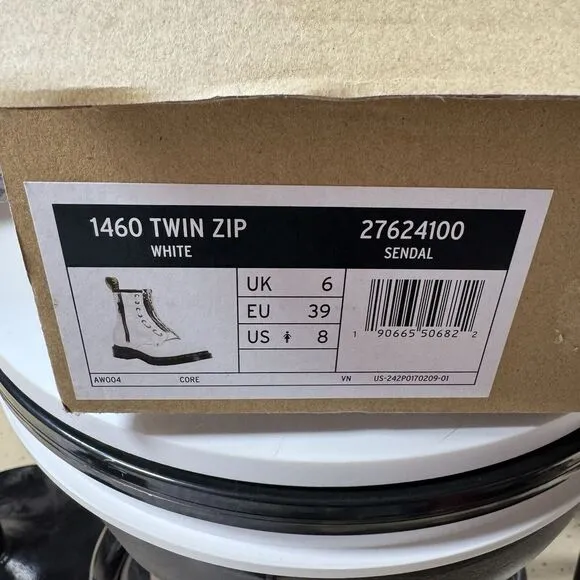 1460 TWIN ZIP
WHITE
27624100
SENDAL
UK 6
EU 39
US 8
1 90665 50682 2
AW004 CORE VN US-242P0170209-01